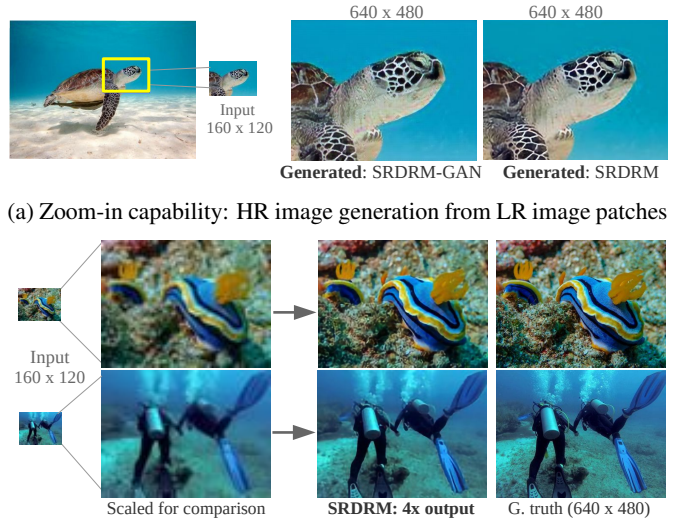 640 x 480
640 x 480
Input
160 x 120
Generated: SRDRM-GAN
Generated: SRDRM
(a) Zoom-in capability: HR image generation from LR image patches
Input
160 x 120
Scaled for comparison
SRDRM: 4x output
G. truth (640 x 480)